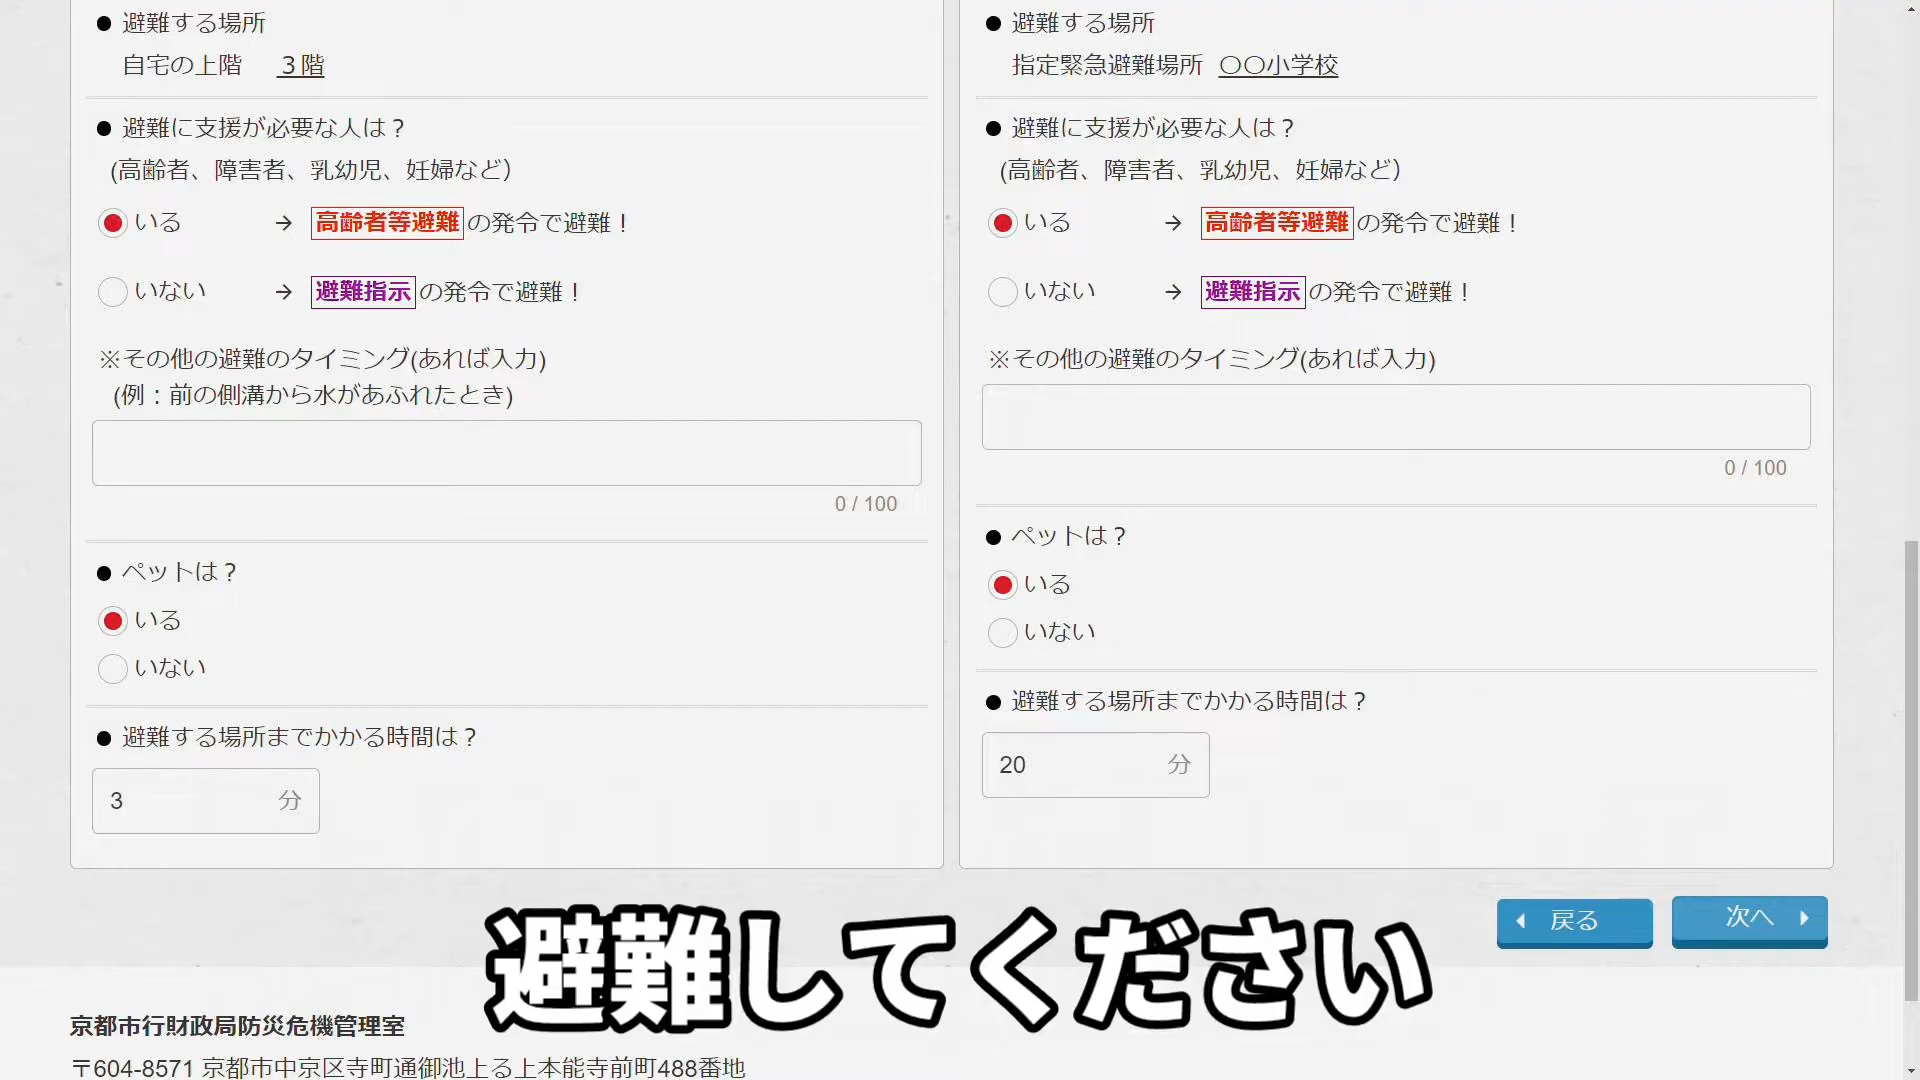 ● 避難する場所
自宅の上階 3階
● 避難に支援が必要な人は？
(高齢者、障害者、乳幼児、妊婦など)
いる → 高齢者等避難の発令で避難！
いない → 避難指示の発令で避難！
※その他の避難のタイミング(あれば入力)
(例：前の側溝から水があふれたとき)
0 / 100
● ペットは？
いる
いない
● 避難する場所までかかる時間は？
3 分
● 避難する場所
指定緊急避難場所 〇〇小学校
● 避難に支援が必要な人は？
(高齢者、障害者、乳幼児、妊婦など)
いる → 高齢者等避難の発令で避難！
いない → 避難指示の発令で避難！
※その他の避難のタイミング(あれば入力)
0 / 100
● ペットは？
いる
いない
● 避難する場所までかかる時間は？
20 分
戻る
次へ
避難してください
京都市行財政局防災危機管理室
〒604-8571 京都市中京区寺町通御池上る上本能寺前町488番地